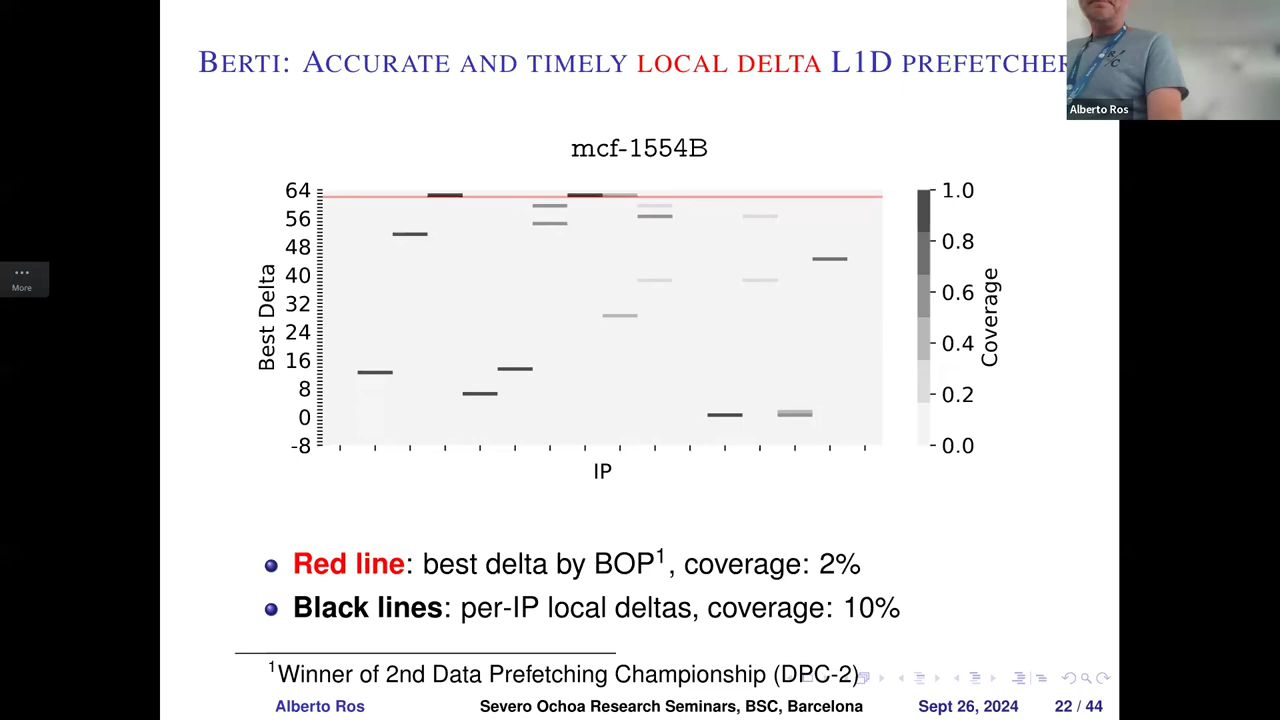 BERTI: ACCURATE AND TIMELY LOCAL DELTA L1D PREFETCHER
Alberto Ros
mcf-1554B
64
56
48
40
32
24
16
8
0
-8
Best Delta
IP
1.0
0.8
0.6
0.4
0.2
0.0
Coverage
••• More
Red line: best delta by BOP1, coverage: 2%
Black lines: per-IP local deltas, coverage: 10%
1Winner of 2nd Data Prefetching Championship (DPC-2)
Alberto Ros Severo Ochoa Research Seminars, BSC, Barcelona Sept 26, 2024 22 / 44